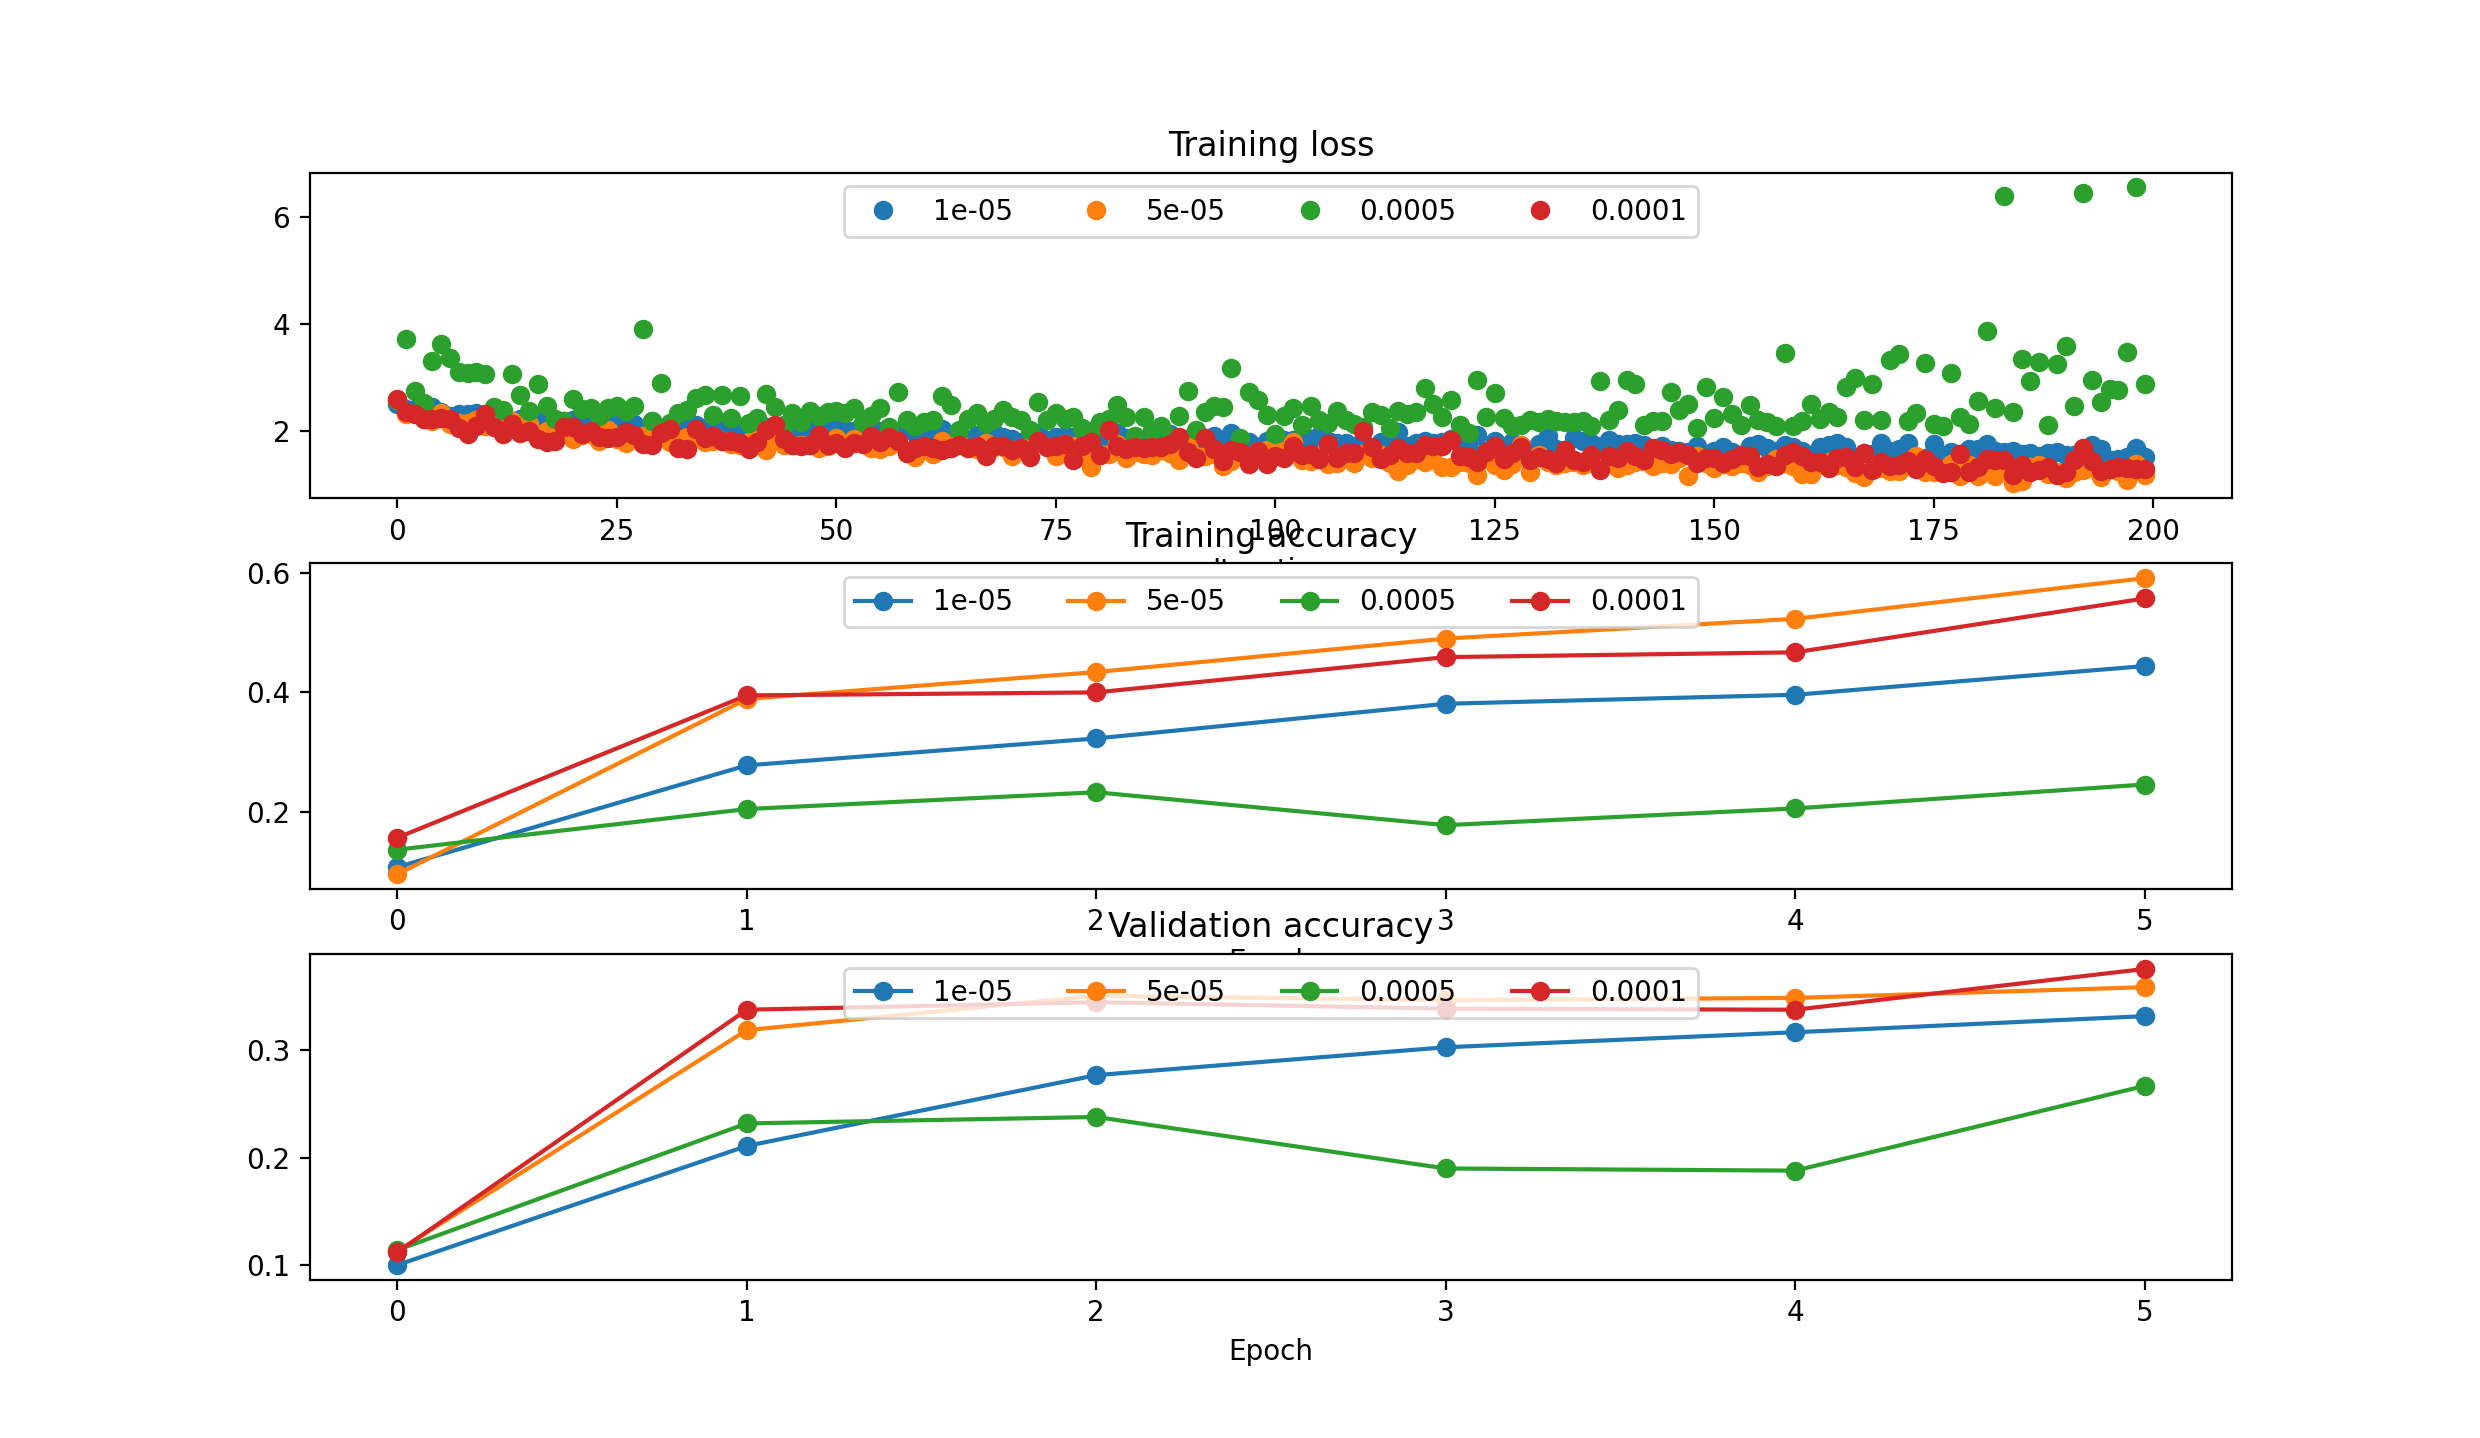 Training loss
1e-05 5e-05 0.0005 0.0001
6
4
2
0 25 50 75 100 125 150 175 200
Training accuracy
1e-05 5e-05 0.0005 0.0001
0.6
0.4
0.2
0 1 2 3 4 5
Validation accuracy
1e-05 5e-05 0.0005 0.0001
0.3
0.2
0.1
0 1 2 3 4 5
Epoch